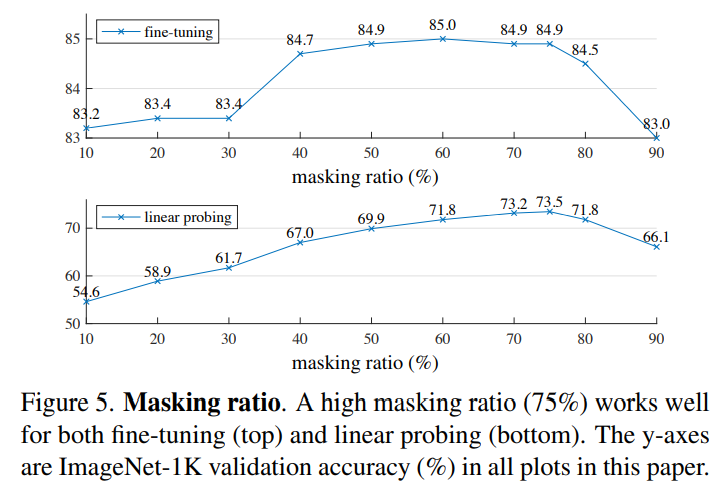 fine-tuning
85
84
83
83.2
83.4
83.4
84.7
84.9
85.0
84.9
84.9
84.5
83.0
10 20 30 40 50 60 70 80 90
masking ratio (%)
linear probing
70
60
50
54.6
58.9
61.7
67.0
69.9
71.8
73.2
73.5
71.8
66.1
10 20 30 40 50 60 70 80 90
masking ratio (%)
Figure 5. Masking ratio. A high masking ratio (75%) works well
for both fine-tuning (top) and linear probing (bottom). The y-axes
are ImageNet-1K validation accuracy (%) in all plots in this paper.